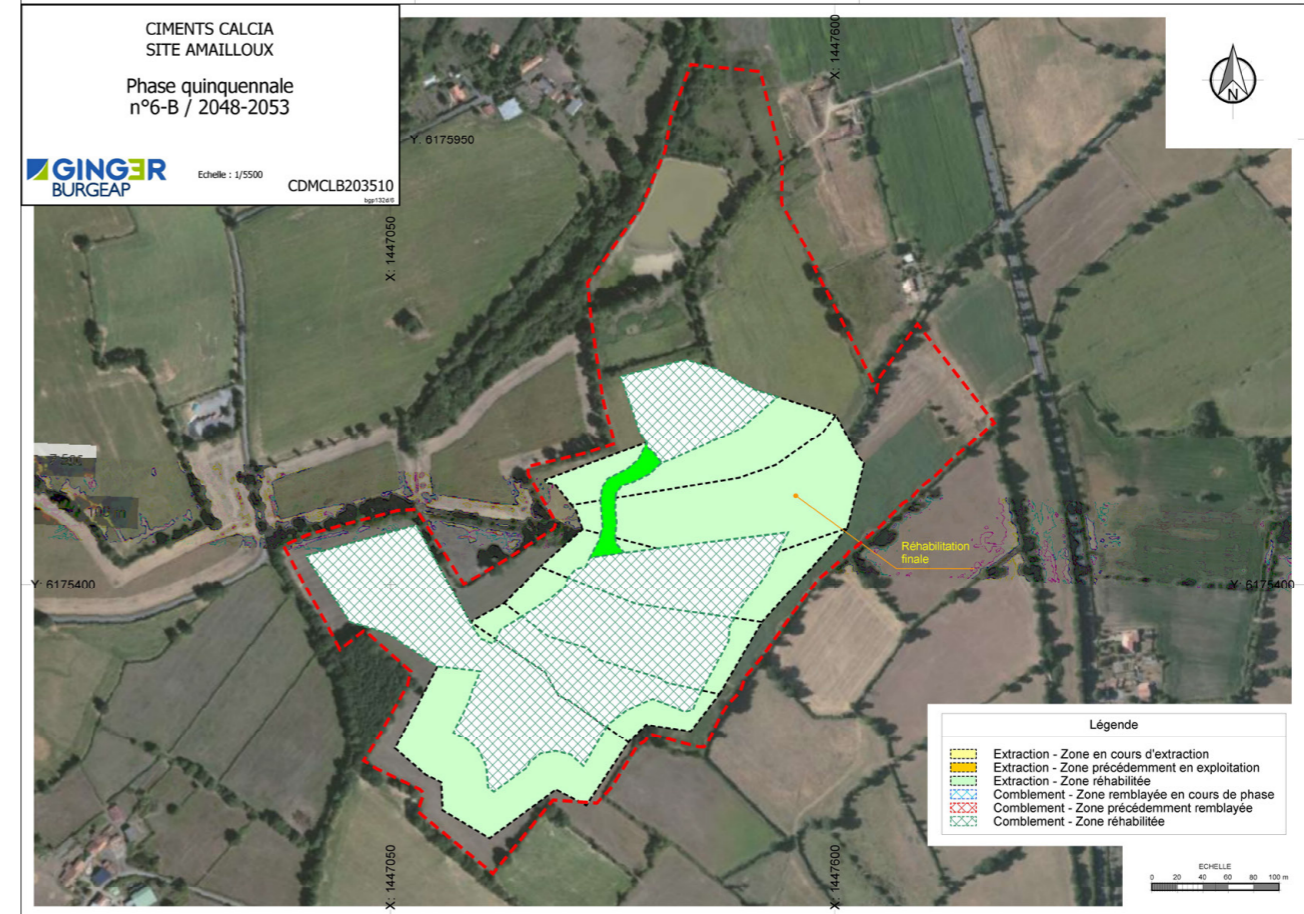 CIMENTS CALCIA
SITE AMAILLOUX
Phase quinquennale
n°6-B / 2048-2053
GINGER
BURGEAP
Echelle : 1/5500
CDMCLB203510
N
X: 1447600
Y: 6175950
X: 1447050
Réhabilitation
finale
Y: 6175400
Y: 6175400
X: 1447050
X: 1447600
Légende
Extraction - Zone en cours d'extraction
Extraction - Zone précédemment en exploitation
Extraction - Zone réhabilitée
Comblement - Zone remblayée en cours de phase
Comblement - Zone précédemment remblayée
Comblement - Zone réhabilitée
ECHELLE
0 20 40 60 80 100 m